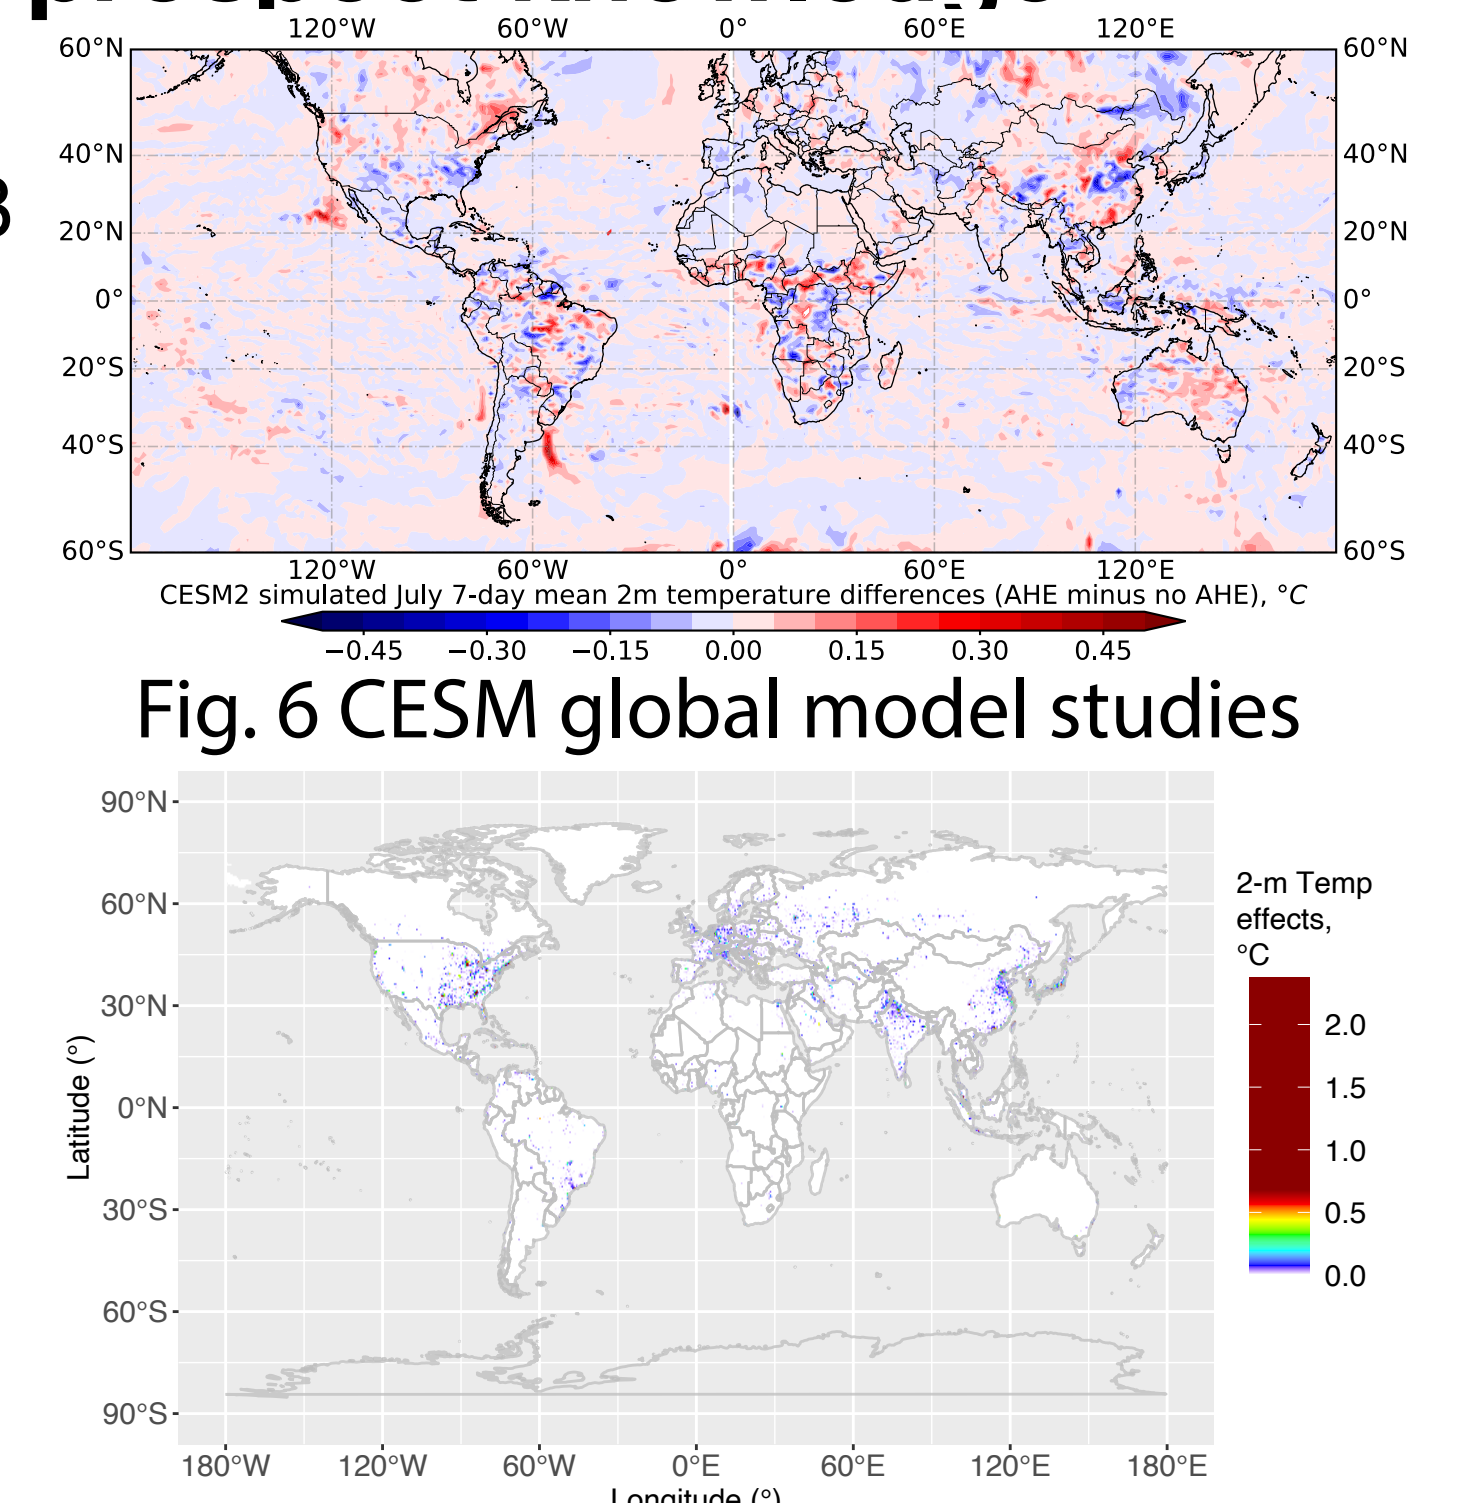 prospect knowledge
120°W 60°W 0° 60°E 120°E
60°N 60°N
40°N 40°N
20°N 20°N
0° 0°
20°S 20°S
40°S 40°S
60°S 60°S
120°W 60°W 0° 60°E 120°E
CESM2 simulated July 7-day mean 2m temperature differences (AHE minus no AHE), °C
−0.45 −0.30 −0.15 0.00 0.15 0.30 0.45
Fig. 6 CESM global model studies
90°N
60°N
30°N
0°N
30°S
60°S
90°S
Latitude (°)
180°W 120°W 60°W 0°E 60°E 120°E 180°E
Longitude (°)
2-m Temp
effects,
°C
2.0
1.5
1.0
0.5
0.0